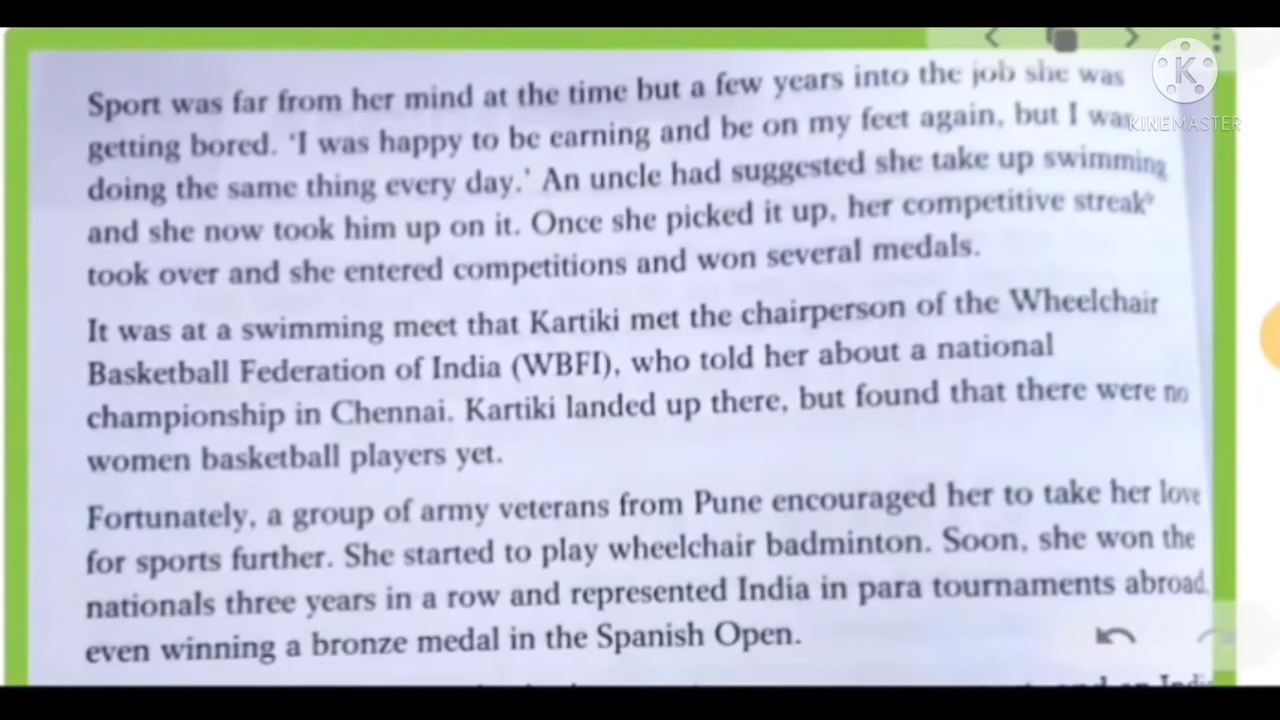 Sport was far from her mind at the time but a few years into the job she was
getting bored. 'I was happy to be earning and be on my feet again, but I was
doing the same thing every day.' An uncle had suggested she take up swimming
and she now took him up on it. Once she picked it up, her competitive streak
took over and she entered competitions and won several medals.
It was at a swimming meet that Kartiki met the chairperson of the Wheelchair
Basketball Federation of India (WBFI), who told her about a national
championship in Chennai. Kartiki landed up there, but found that there were no
women basketball players yet.
Fortunately, a group of army veterans from Pune encouraged her to take her love
for sports further. She started to play wheelchair badminton. Soon, she won the
nationals three years in a row and represented India in para tournaments abroad,
even winning a bronze medal in the Spanish Open.
K
KINEMASTER